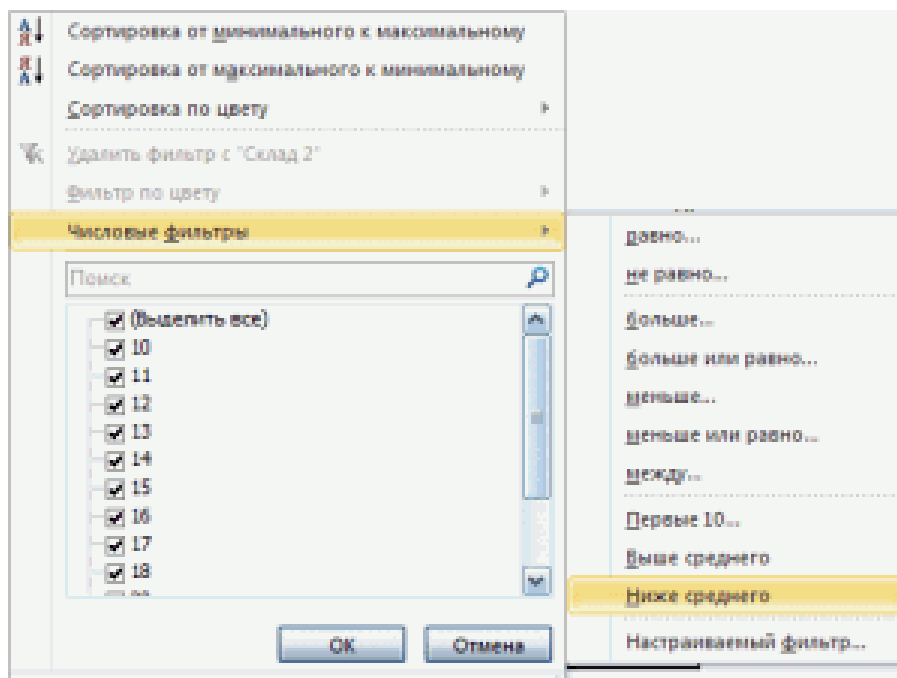 Сортировка от минимального к максимальному
Сортировка от максимального к минимальному
Сортировка по цвету
Удалить фильтр с "Склад 2"
Фильтр по цвету
Числовые фильтры
Поиск
(Выделить все)
10
11
12
13
14
15
16
17
18
ОК
Отмена
равно...
не равно...
больше...
больше или равно...
меньше...
меньше или равно...
между...
Первые 10...
Выше среднего
Ниже среднего
Настраиваемый фильтр...